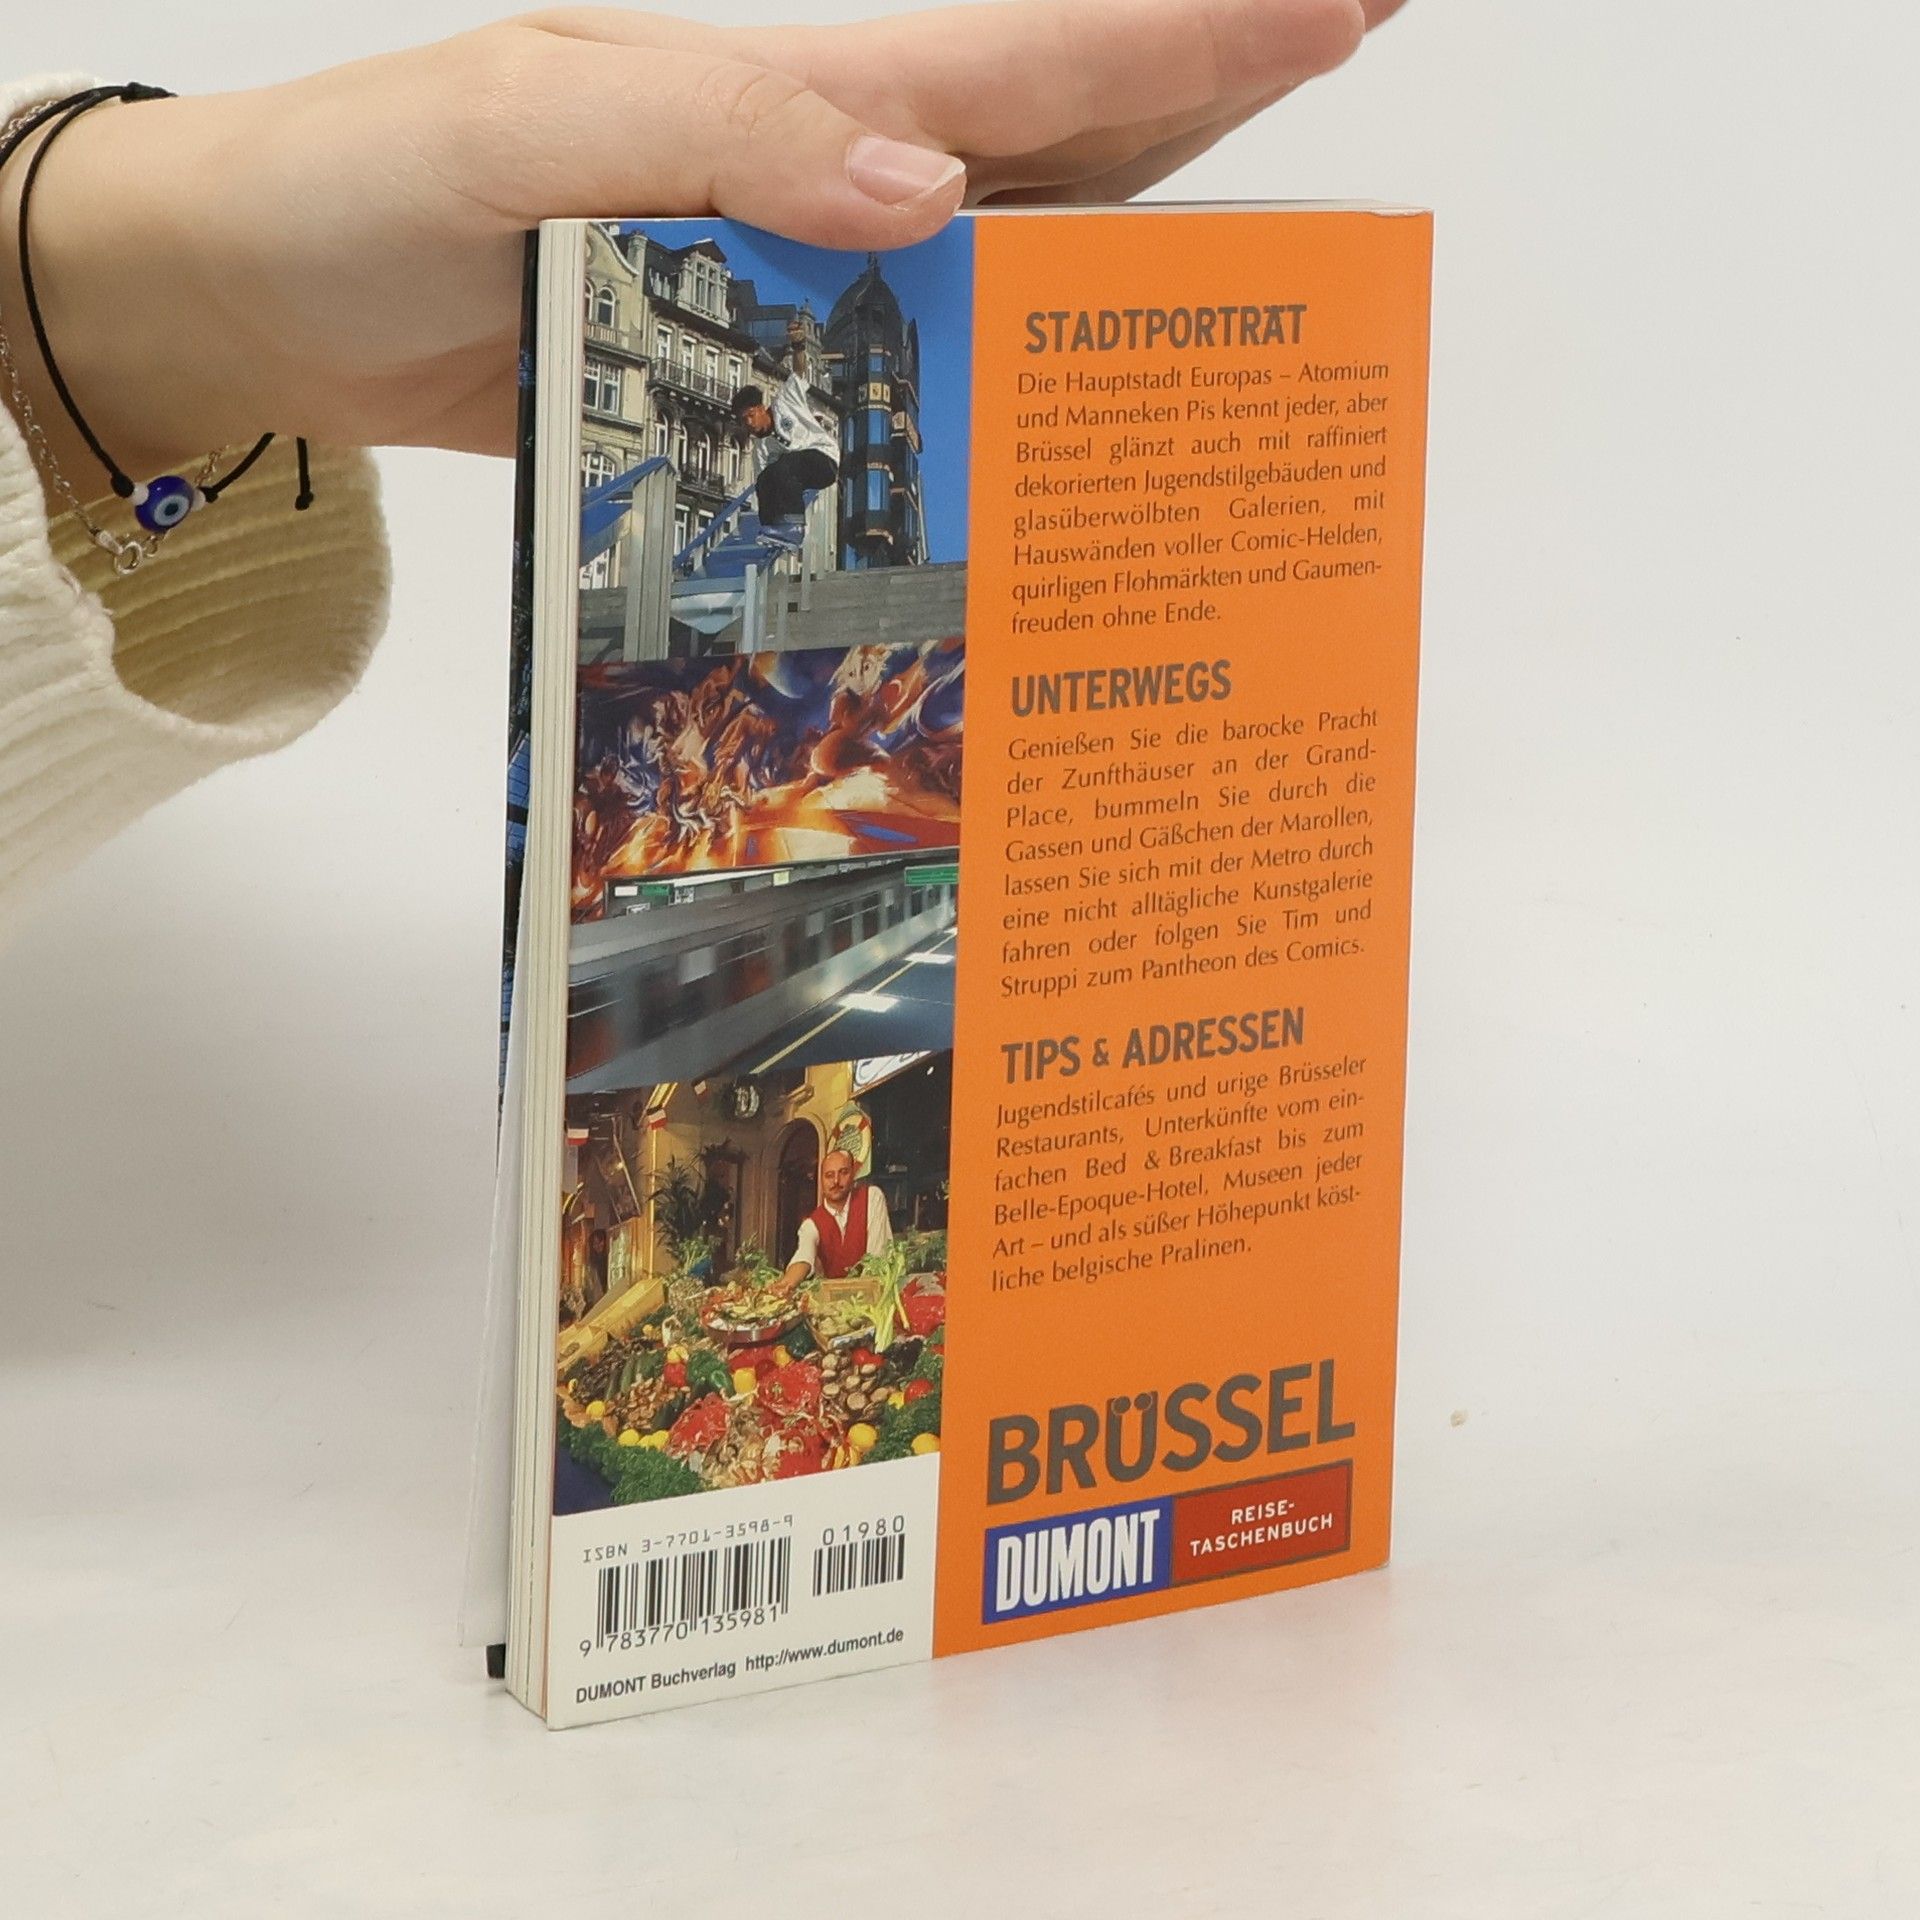 STADTPORTRÄT
Die Hauptstadt Europas – Atomium
und Manneken Pis kennt jeder, aber
Brüssel glänzt auch mit raffiniert
dekorierten Jugendstilgebäuden und
glasüberwölbten Galerien, mit
Hauswänden voller Comic-Helden,
quirligen Flohmärkten und Gaumen-
freuden ohne Ende.
UNTERWEGS
Genießen Sie die barocke Pracht
der Zunfthäuser an der Grand-
Place, bummeln Sie durch die
Gassen und Gäßchen der Marollen,
lassen Sie sich mit der Metro durch
eine nicht alltägliche Kunstgalerie
fahren oder folgen Sie Tim und
Struppi zum Pantheon des Comics.
TIPS & ADRESSEN
Jugendstilcafés und urige Brüsseler
Restaurants, Unterkünfte vom ein-
fachen Bed & Breakfast bis zum
Belle-Epoque-Hotel, Museen jeder
Art – und als süßer Höhepunkt köst-
liche belgische Pralinen.
BRÜSSEL
DUMONT
REISE-
TASCHENBUCH
ISBN 3-7701-3598-9
01980
9 783770 135981
DUMONT Buchverlag http://www.dumont.de